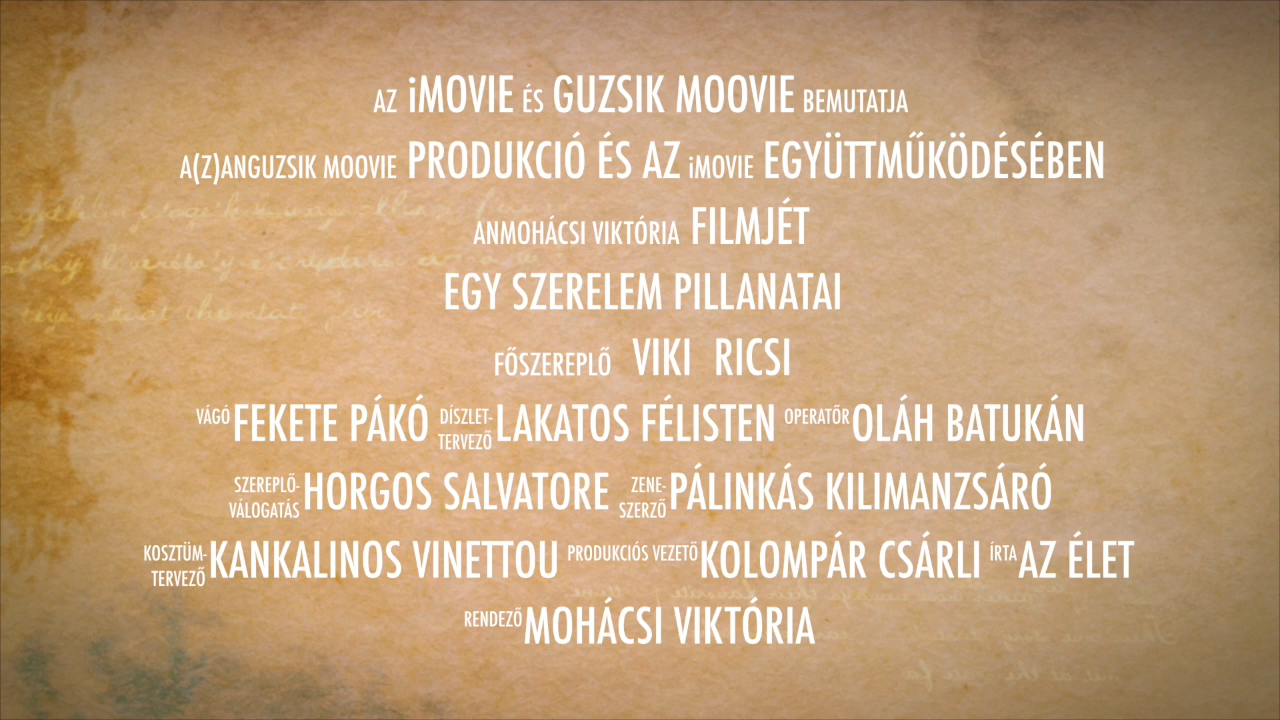 AZ iMOVIE ÉS GUZSIK MOOVIE BEMUTATJA
A(Z)ANGUZSIK MOOVIE PRODUKCIÓ ÉS AZ iMOVIE EGYÜTTMŰKÖDÉSÉBEN
ANMOHÁCSI VIKTÓRIA FILMJÉT
EGY SZERELEM PILLANATAI
FŐSZEREPLŐ VIKI RICSI
VÁGÓ FEKETE PÁKÓ DÍSZLET-TERVEZŐ LAKATOS FÉLISTEN OPERATŐR OLÁH BATUKÁN
SZEREPLŐ-VÁLOGATÁS HORGOS SALVATORE ZENE-SZERZŐ PÁLINKÁS KILIMANZSÁRÓ
KOSZTÜM-TERVEZŐ KANKALINOS VINETTOU PRODUKCIÓS VEZETŐ KOLOMPÁR CSÁRLI ÍRTA AZ ÉLET
RENDEZŐ MOHÁCSI VIKTÓRIA